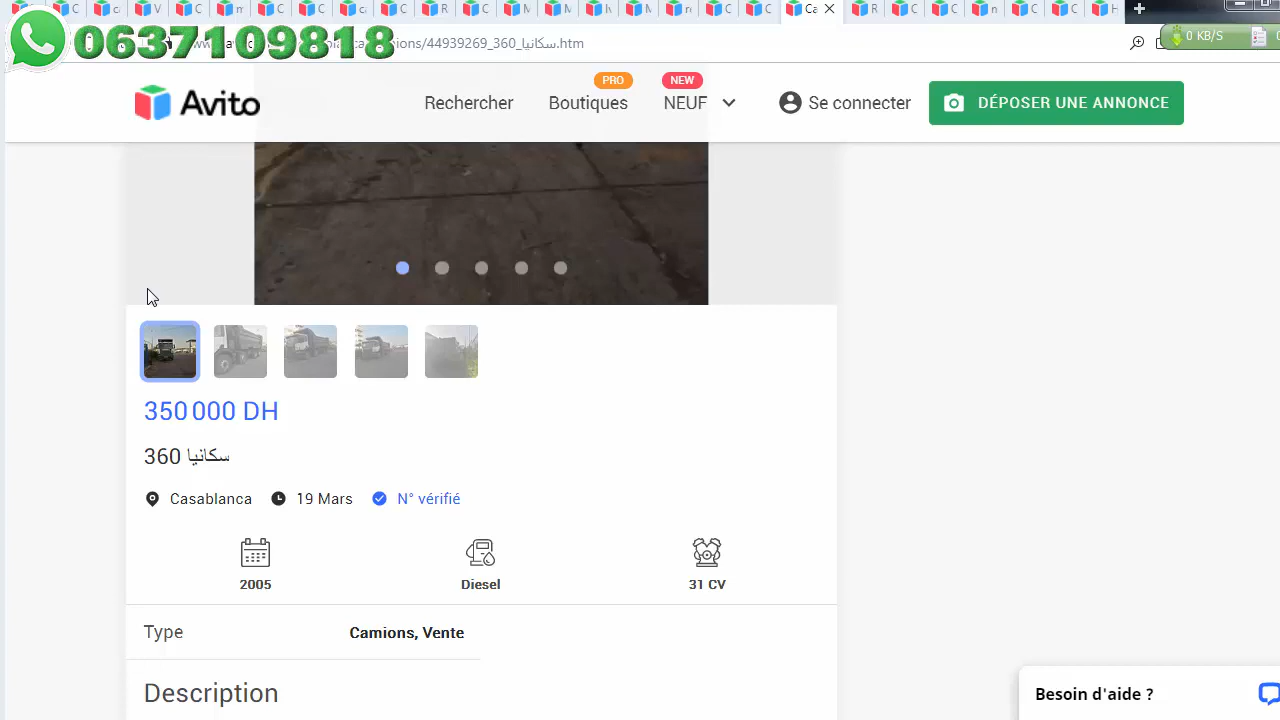 0637109818
44939269_360_سكانيا.htm
0 KB/S
Avito
Rechercher
PRO
Boutiques
NEW
NEUF
Se connecter
DÉPOSER UNE ANNONCE
350 000 DH
سكانيا 360
Casablanca
19 Mars
N° vérifié
2005
Diesel
31 CV
Type
Camions, Vente
Description
Besoin d'aide ?